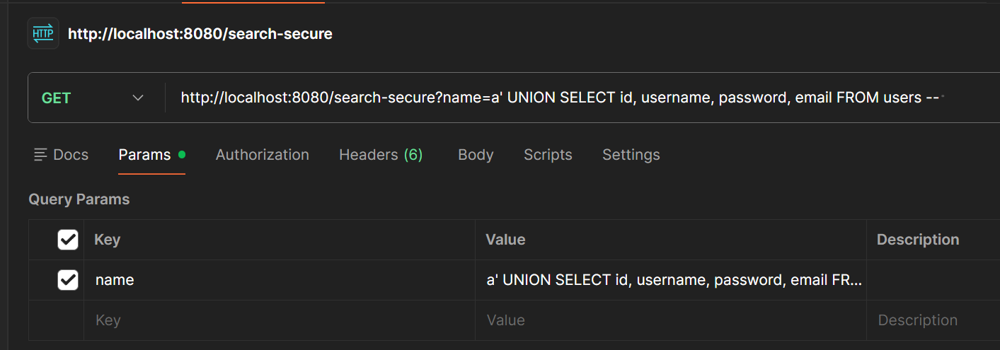 HTTP http://localhost:8080/search-secure
GET http://localhost:8080/search-secure?name=a' UNION SELECT id, username, password, email FROM users --
Docs Params Authorization Headers (6) Body Scripts Settings
Query Params
Key Value Description
name a' UNION SELECT id, username, password, email FR...
Key Value Description